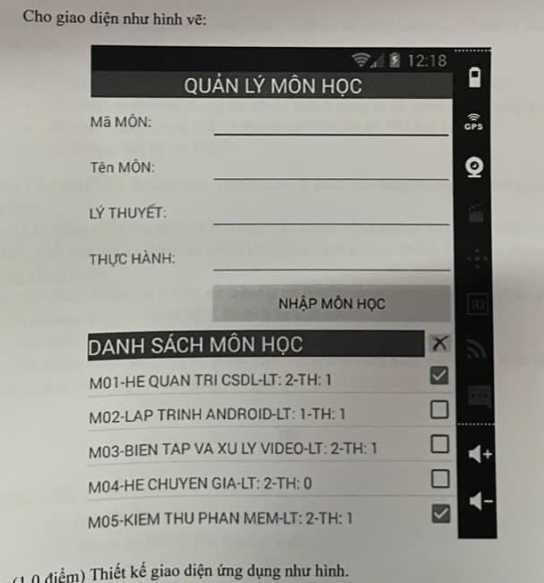 Cho giao diện như hình vẽ:
12:18
QUẢN LÝ MÔN HỌC
Mã MÔN:
GPS
Tên MÔN:
LÝ THUYẾT:
THỰC HÀNH:
NHẬP MÔN HỌC
ID
DANH SÁCH MÔN HỌC
M01-HE QUAN TRI CSDL-LT: 2-TH: 1
M02-LAP TRINH ANDROID-LT: 1-TH: 1
M03-BIEN TAP VA XU LY VIDEO-LT: 2-TH: 1
M04-HE CHUYEN GIA-LT: 2-TH: 0
M05-KIEM THU PHAN MEM-LT: 2-TH: 1
(1.0 điểm) Thiết kế giao diện ứng dụng như hình.